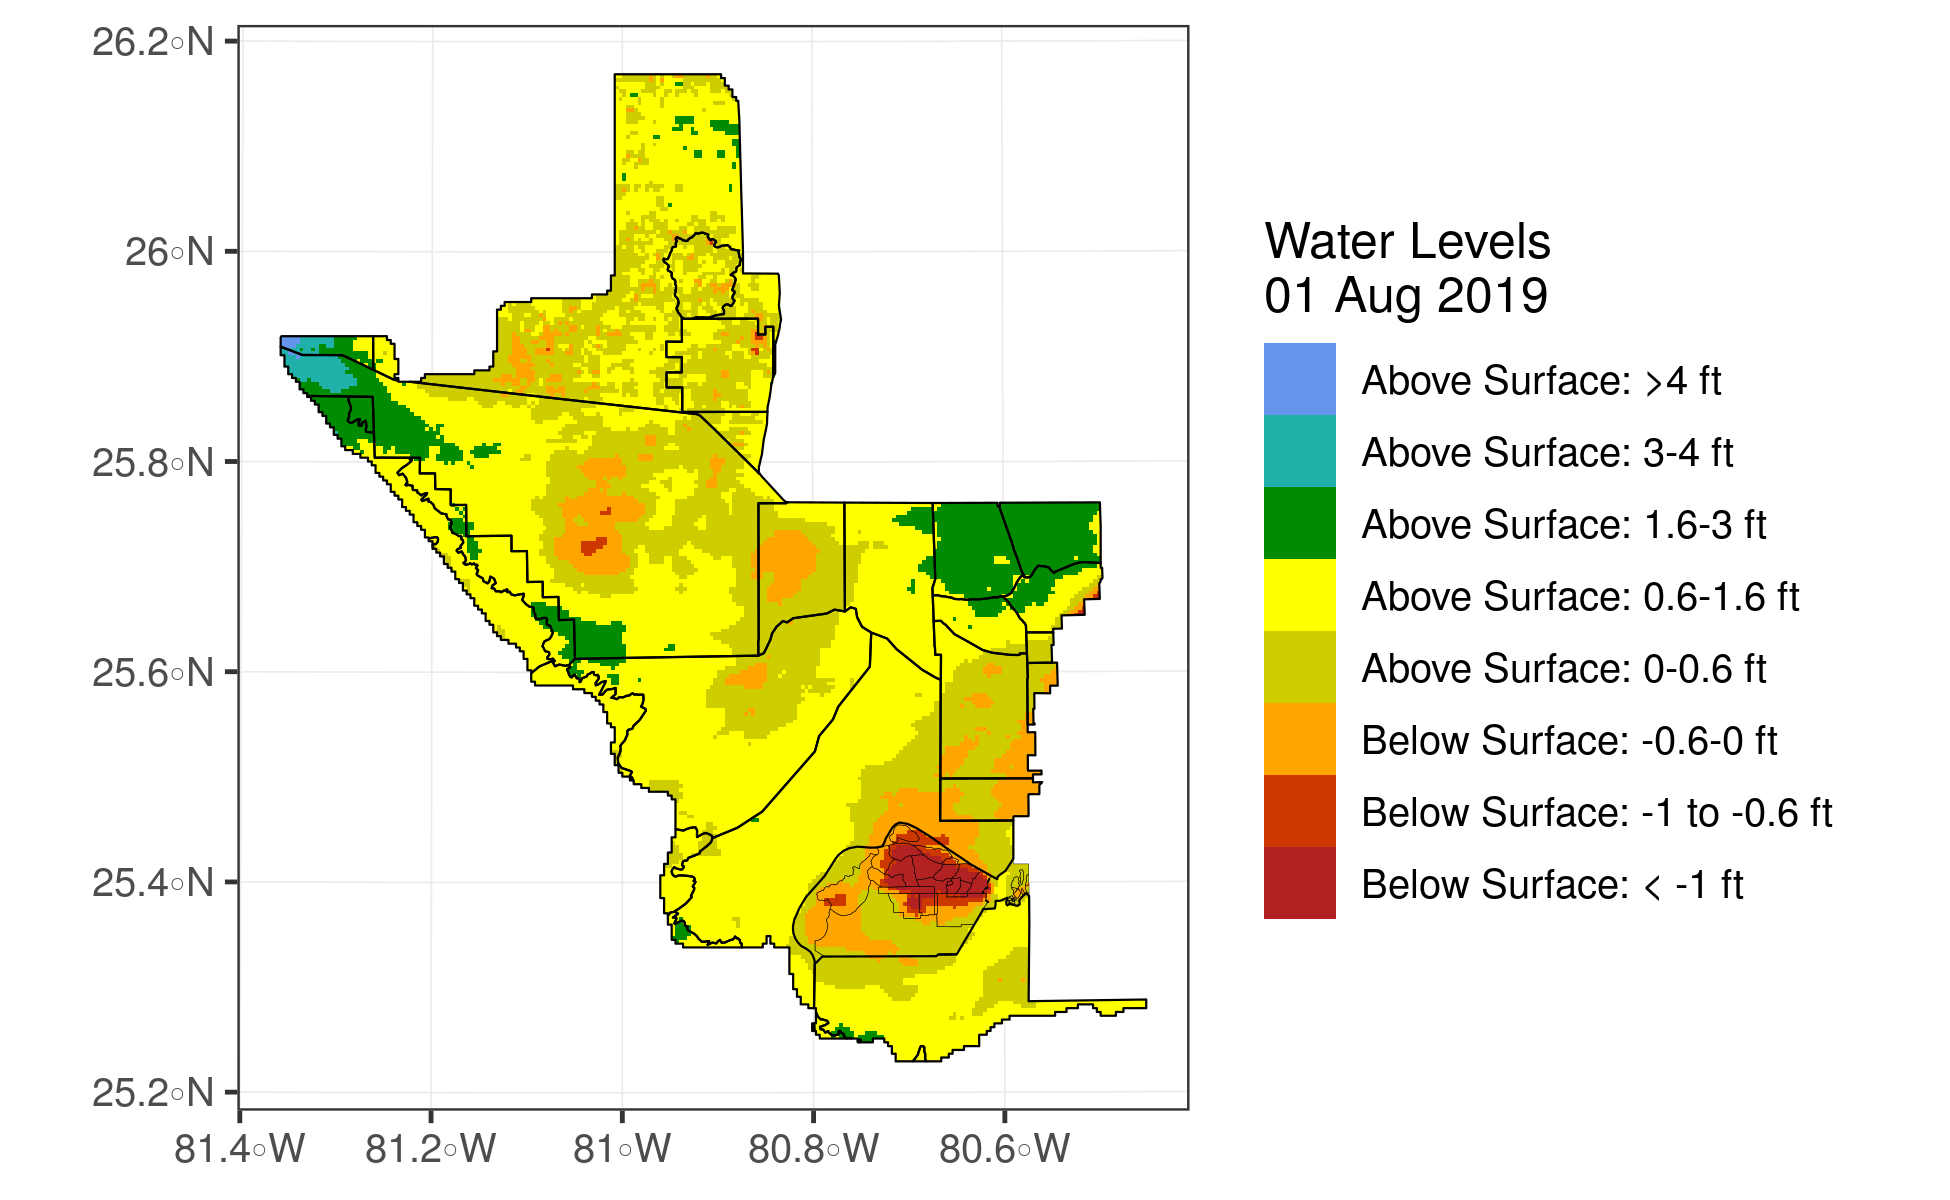 26.2°N
26°N
25.8°N
25.6°N
25.4°N
25.2°N
81.4°W 81.2°W 81°W 80.8°W 80.6°W
Water Levels
01 Aug 2019
Above Surface: >4 ft
Above Surface: 3-4 ft
Above Surface: 1.6-3 ft
Above Surface: 0.6-1.6 ft
Above Surface: 0-0.6 ft
Below Surface: -0.6-0 ft
Below Surface: -1 to -0.6 ft
Below Surface: < -1 ft